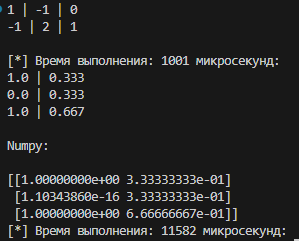 1 | -1 | 0
-1 | 2 | 1
[*] Время выполнения: 1001 микросекунд:
1.0 | 0.333
0.0 | 0.333
1.0 | 0.667
Numpy:
[[1.00000000e+00 3.33333333e-01]
[1.10343860e-16 3.33333333e-01]
[1.00000000e+00 6.66666667e-01]]
[*] Время выполнения: 11582 микросекунд: